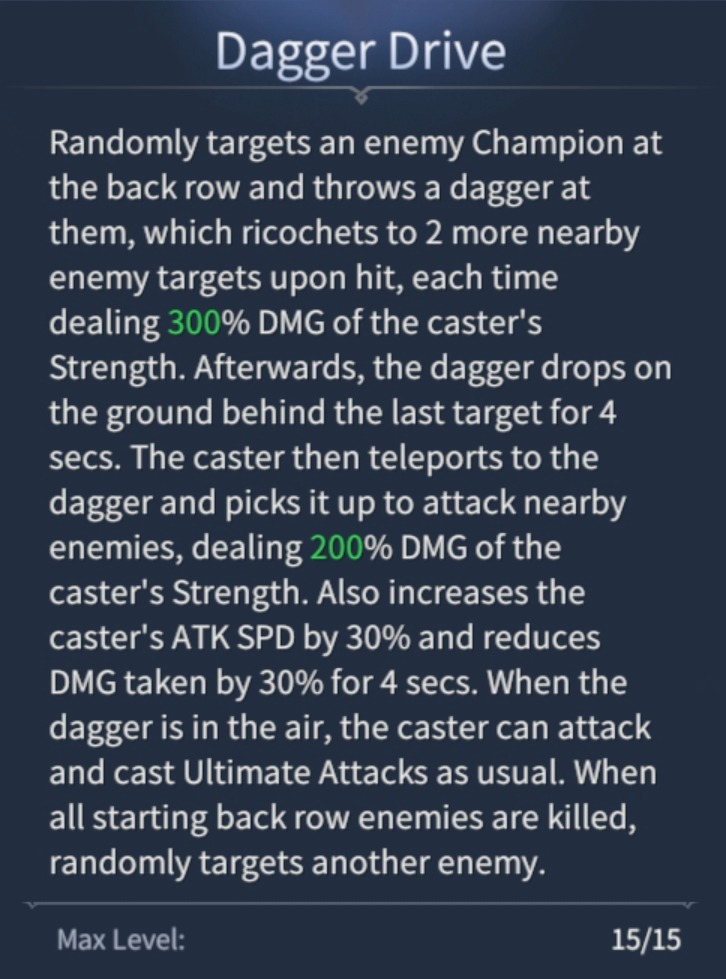 Dagger Drive
Randomly targets an enemy Champion at
the back row and throws a dagger at
them, which ricochets to 2 more nearby
enemy targets upon hit, each time
dealing 300% DMG of the caster's
Strength. Afterwards, the dagger drops on
the ground behind the last target for 4
secs. The caster then teleports to the
dagger and picks it up to attack nearby
enemies, dealing 200% DMG of the
caster's Strength. Also increases the
caster's ATK SPD by 30% and reduces
DMG taken by 30% for 4 secs. When the
dagger is in the air, the caster can attack
and cast Ultimate Attacks as usual. When
all starting back row enemies are killed,
randomly targets another enemy.
Max Level: 15/15